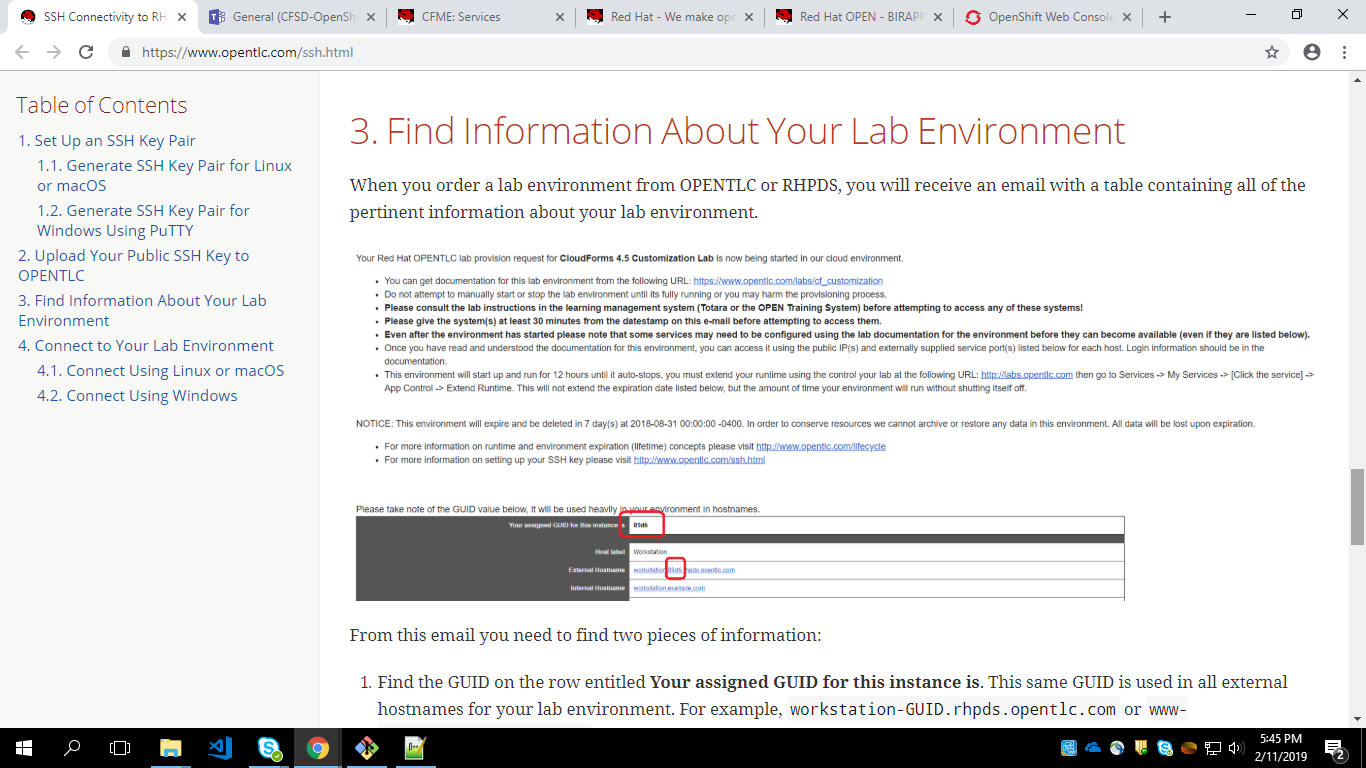 SSH Connectivity to RH
General (CFSD-OpenShi
CFME: Services
Red Hat - We make ope
Red Hat OPEN - BIRAPP
OpenShift Web Console
https://www.opentlc.com/ssh.html
Table of Contents
1. Set Up an SSH Key Pair
1.1. Generate SSH Key Pair for Linux
or macOS
1.2. Generate SSH Key Pair for
Windows Using PuTTY
2. Upload Your Public SSH Key to
OPENTLC
3. Find Information About Your Lab
Environment
4. Connect to Your Lab Environment
4.1. Connect Using Linux or macOS
4.2. Connect Using Windows
3. Find Information About Your Lab Environment
When you order a lab environment from OPENTLC or RHPDS, you will receive an email with a table containing all of the
pertinent information about your lab environment.
Your Red Hat OPENTLC lab provision request for CloudForms 4.5 Customization Lab is now being started in our cloud environment.
• You can get documentation for this lab environment from the following URL: https://www.opentlc.com/labs/cf_customization
• Do not attempt to manually start or stop the lab environment until its fully running or you may harm the provisioning process.
• Please consult the lab instructions in the learning management system (Totara or the OPEN Training System) before attempting to access any of these systems!
• Please give the system(s) at least 30 minutes from the datestamp on this e-mail before attempting to access them.
• Even after the environment has started please note that some services may need to be configured using the lab documentation for the environment before they can become available (even if they are listed below).
• Once you have read and understood the documentation for this environment, you can access it using the public IP(s) and externally supplied service port(s) listed below for each host. Login information should be in the
documentation.
• This environment will start up and run for 12 hours until it auto-stops, you must extend your runtime using the control your lab at the following URL: http://labs.opentlc.com then go to Services -> My Services -> [Click the service] ->
App Control -> Extend Runtime. This will not extend the expiration date listed below, but the amount of time your environment will run without shutting itself off.
NOTICE: This environment will expire and be deleted in 7 day(s) at 2018-08-31 00:00:00 -0400. In order to conserve resources we cannot archive or restore any data in this environment. All data will be lost upon expiration.
• For more information on runtime and environment expiration (lifetime) concepts please visit http://www.opentlc.com/lifecycle
• For more information on setting up your SSH key please visit http://www.opentlc.com/ssh.html
Please take note of the GUID value below, it will be used heavily in your environment in hostnames.
Your assigned GUID for this instance is 89d6
Host label Workstation
External Hostname workstation-89d6.rhpds.opentlc.com
Internal Hostname workstation.example.com
From this email you need to find two pieces of information:
1. Find the GUID on the row entitled Your assigned GUID for this instance is. This same GUID is used in all external
hostnames for your lab environment. For example, workstation-GUID.rhpds.opentlc.com or www-
5:45 PM
2/11/2019
2